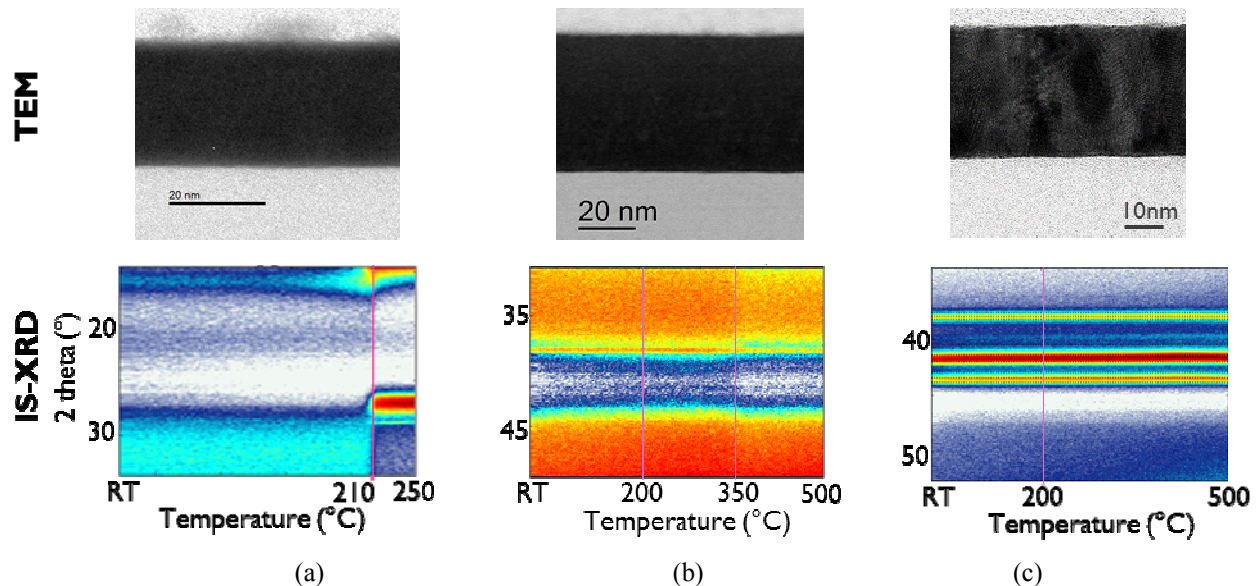 TEM
20 nm
20 nm
10nm
IS-XRD
2 theta (°)
20
30
RT 210 250
Temperature (°C)
35
45
RT 200 350 500
Temperature (°C)
40
50
RT 200 500
Temperature (°C)
(a) (b) (c)